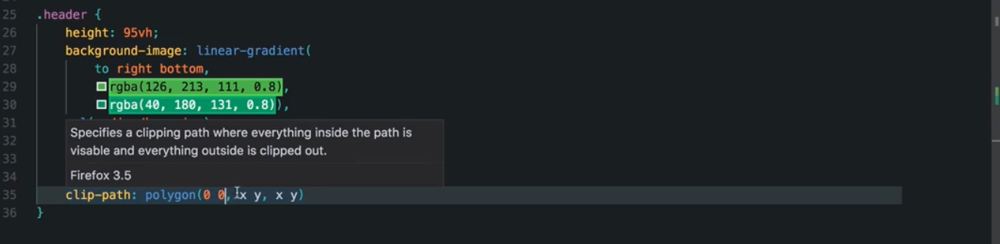 25 .header {
26 height: 95vh;
27 background-image: linear-gradient(
28 to right bottom,
29 rgba(126, 213, 111, 0.8),
30 rgba(40, 180, 131, 0.8)),
31
Specifies a clipping path where everything inside the path is
32
visable and everything outside is clipped out.
33
34 Firefox 3.5
35 clip-path: polygon(0 0, x y, x y)
36 }